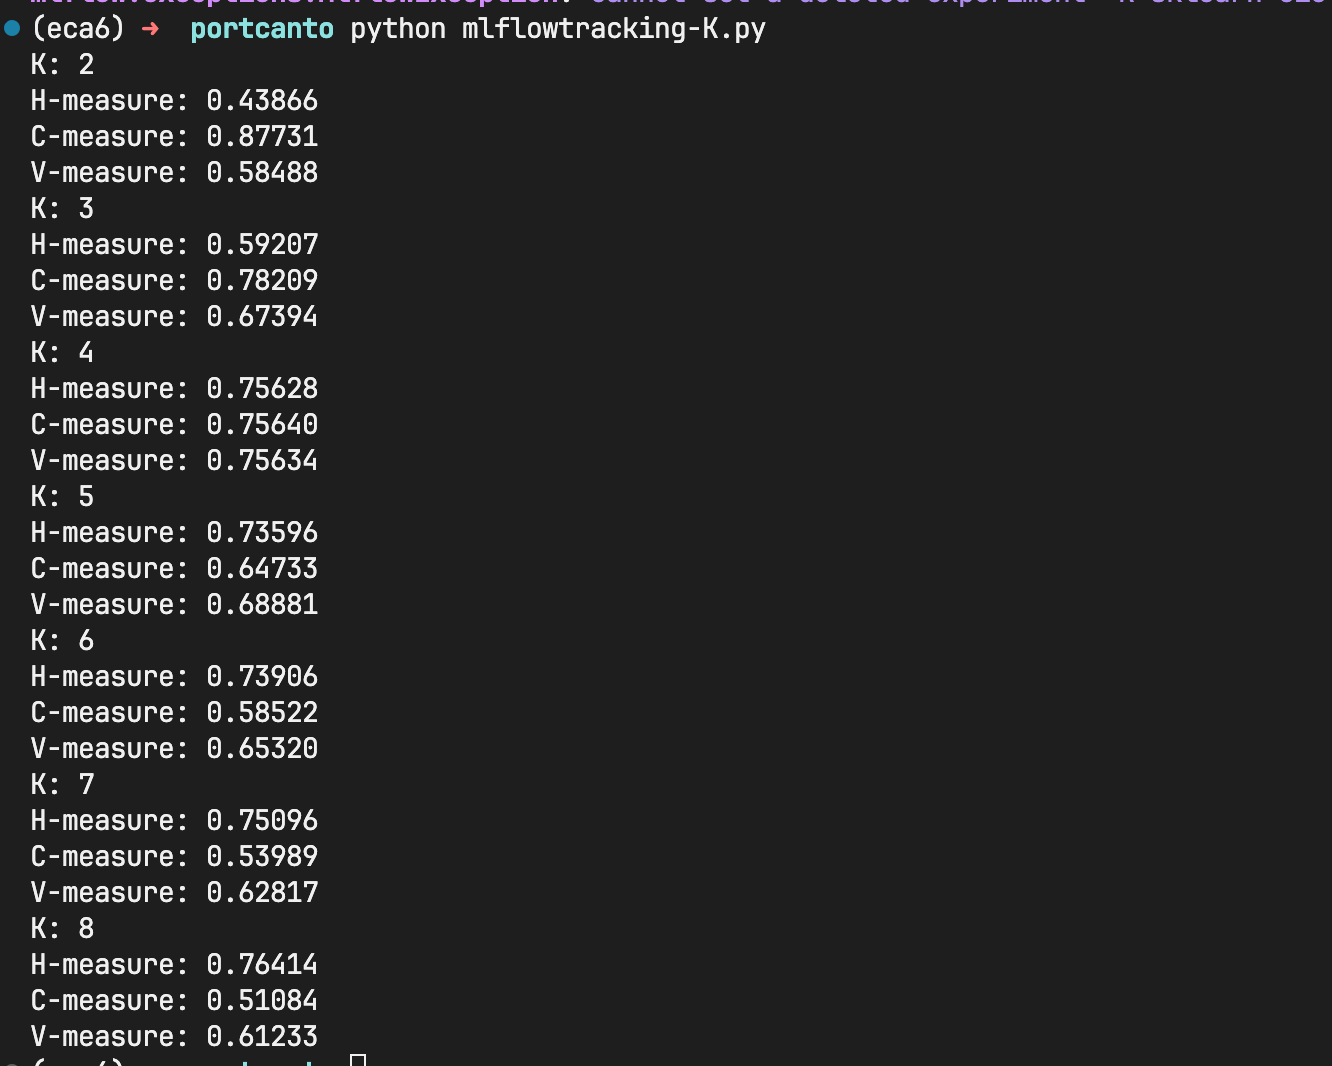 (eca6) → portcanto python mlflowtracking-K.py
K: 2
H-measure: 0.43866
C-measure: 0.87731
V-measure: 0.58488
K: 3
H-measure: 0.59207
C-measure: 0.78209
V-measure: 0.67394
K: 4
H-measure: 0.75628
C-measure: 0.75640
V-measure: 0.75634
K: 5
H-measure: 0.73596
C-measure: 0.64733
V-measure: 0.68881
K: 6
H-measure: 0.73906
C-measure: 0.58522
V-measure: 0.65320
K: 7
H-measure: 0.75096
C-measure: 0.53989
V-measure: 0.62817
K: 8
H-measure: 0.76414
C-measure: 0.51084
V-measure: 0.61233